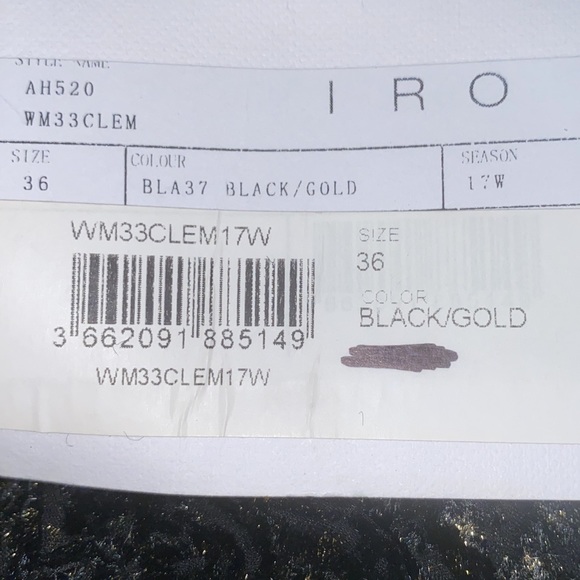 STYLE NAME
AH520
WM33CLEM
IRO
SIZE
36
COLOUR
BLA37 BLACK/GOLD
SEASON
17W
WM33CLEM17W
3 662091 885149
WM33CLEM17W
SIZE
36
COLOR
BLACK/GOLD
1